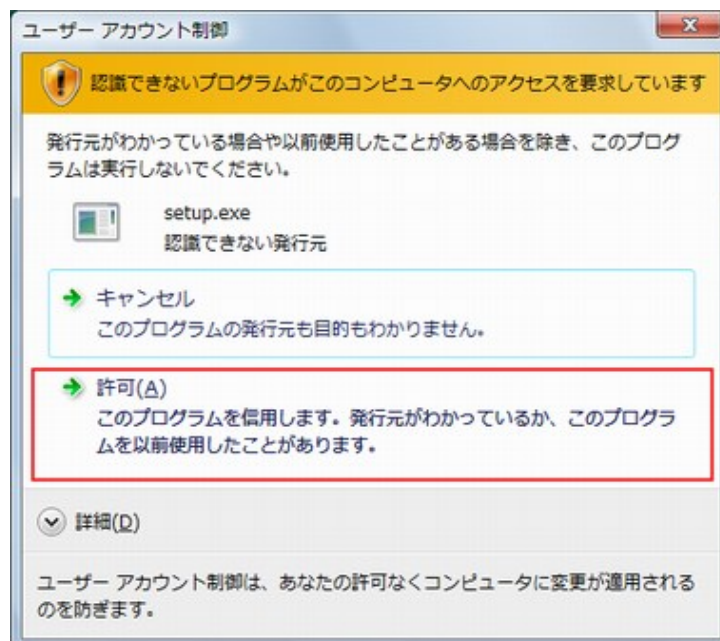 ユーザー アカウント制御
認識できないプログラムがこのコンピュータへのアクセスを要求しています
発行元がわかっている場合や以前使用したことがある場合を除き、このプログ
ラムは実行しないでください。
setup.exe
認識できない発行元
キャンセル
このプログラムの発行元も目的もわかりません。
許可(A)
このプログラムを信用します。発行元がわかっているか、このプログラ
ムを以前使用したことがあります。
詳細(D)
ユーザー アカウント制御は、あなたの許可なくコンピュータに変更が適用される
のを防ぎます。